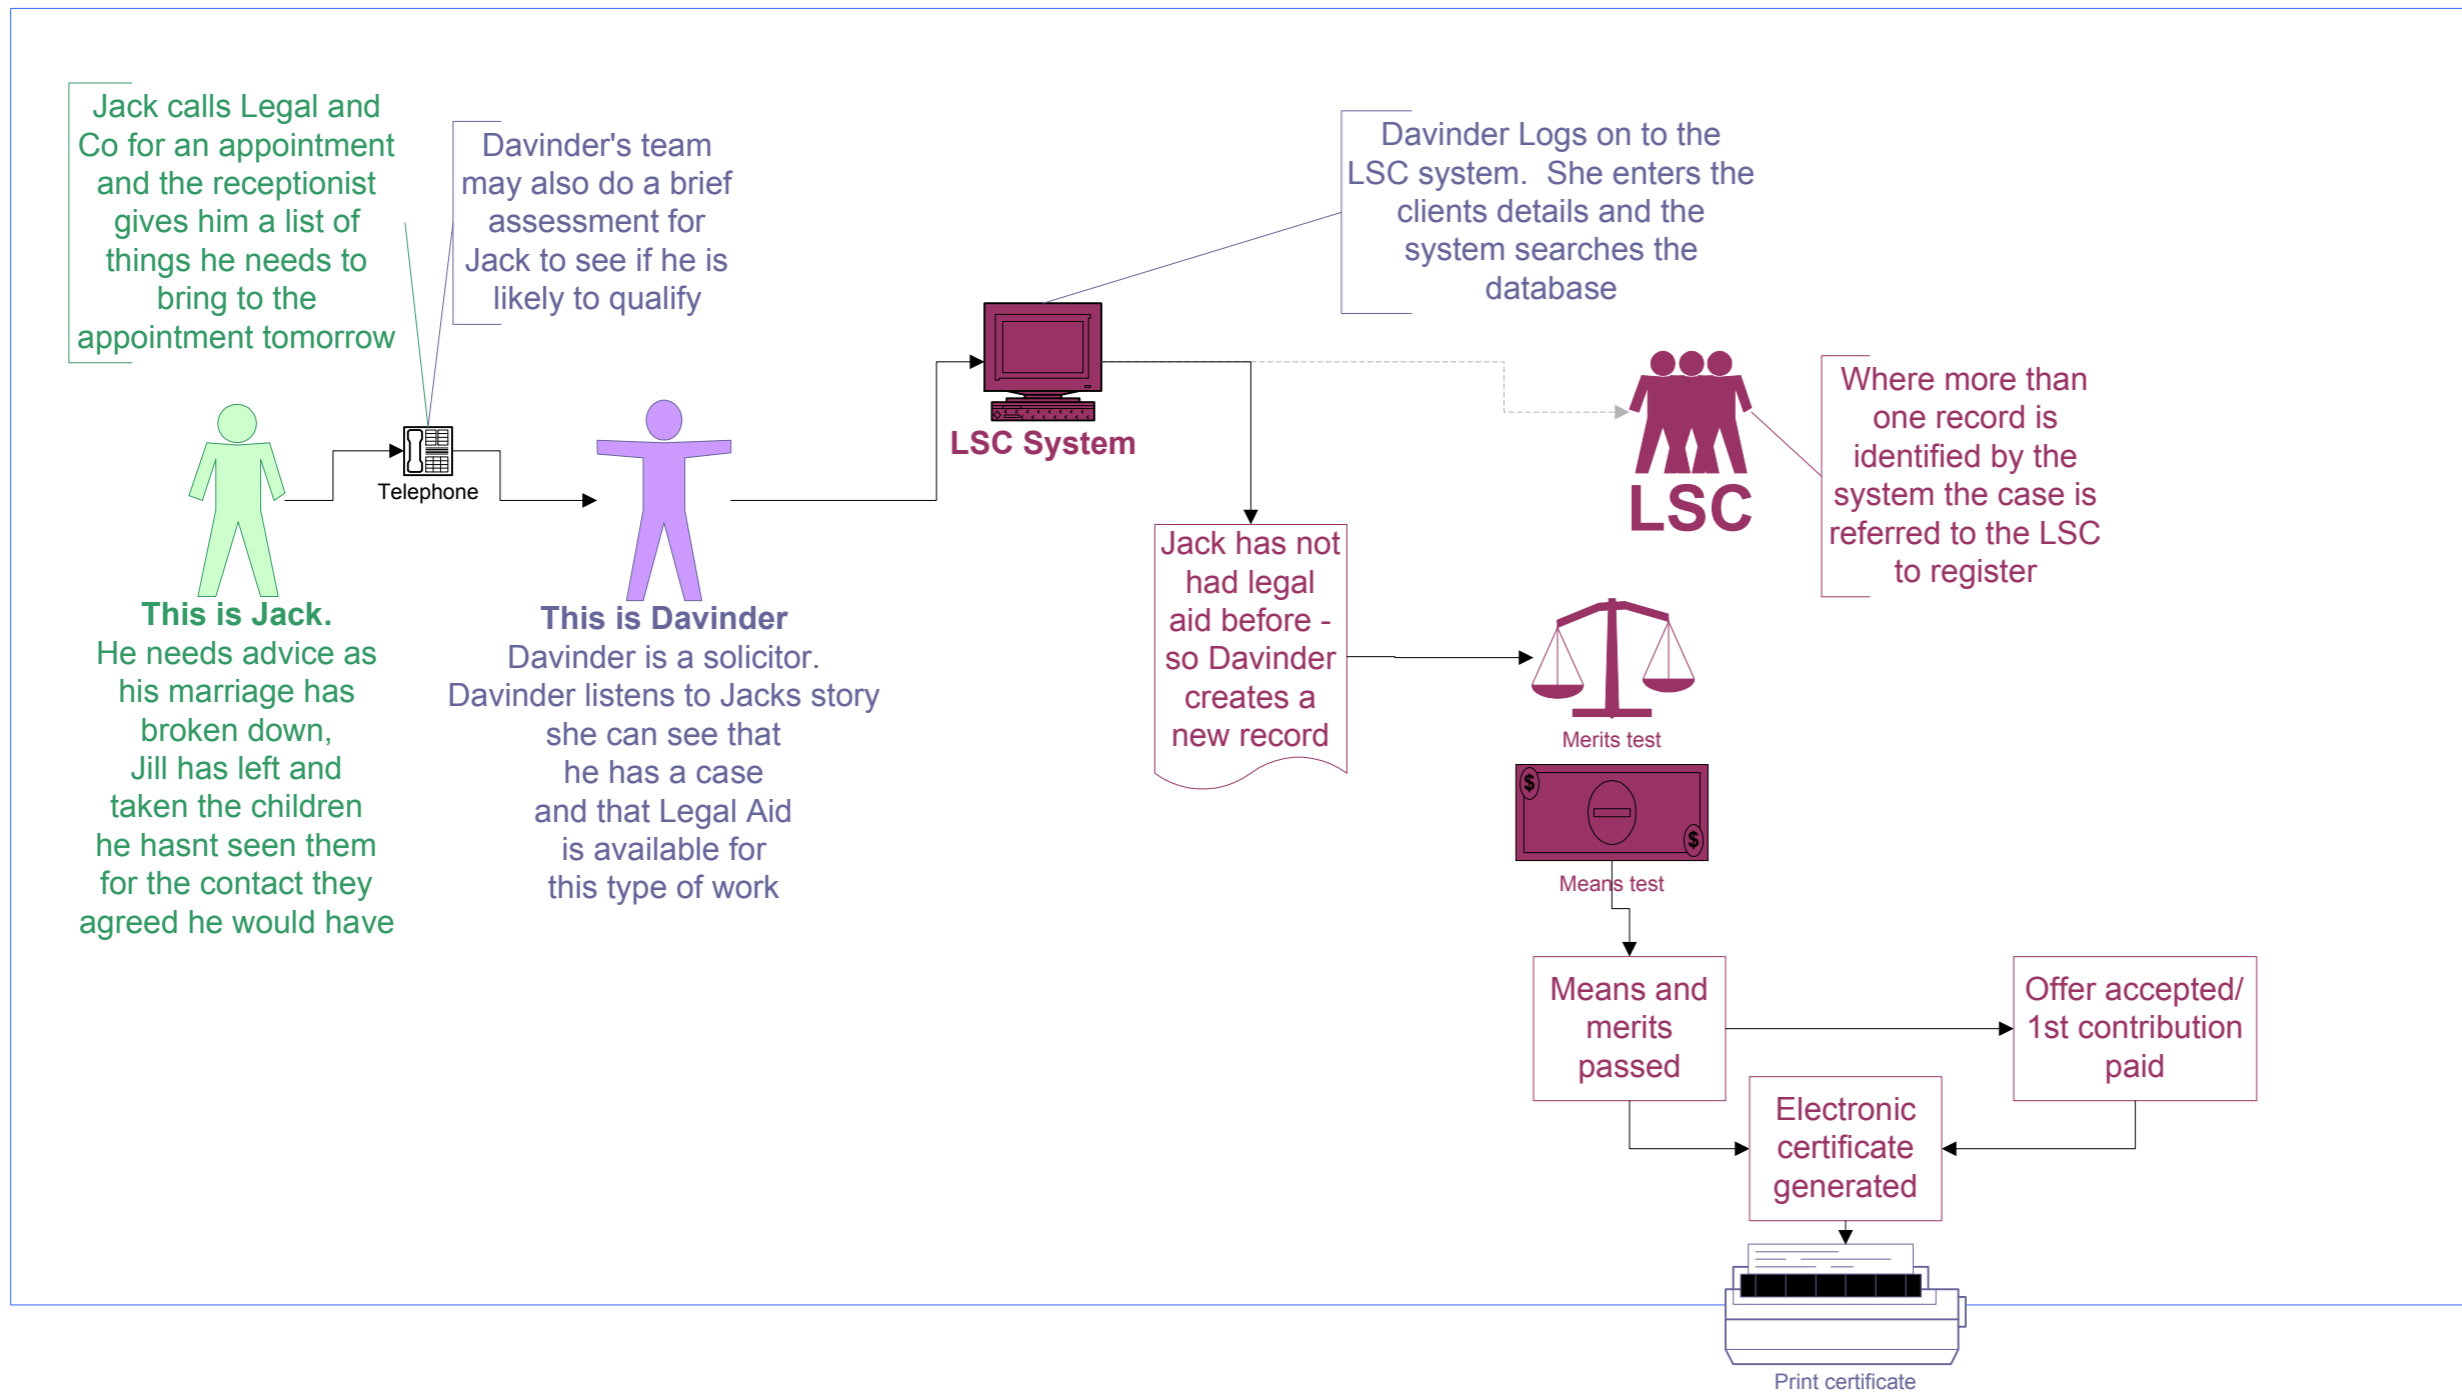 Jack calls Legal and
Co for an appointment
and the receptionist
gives him a list of
things he needs to
bring to the
appointment tomorrow
Davinder's team
may also do a brief
assessment for
Jack to see if he is
likely to qualify
Davinder Logs on to the
LSC system.  She enters the
clients details and the
system searches the
database
Telephone
LSC System
LSC
Where more than
one record is
identified by the
system the case is
referred to the LSC
to register
This is Jack.
He needs advice as
his marriage has
broken down,
Jill has left and
taken the children
he hasnt seen them
for the contact they
agreed he would have
This is Davinder
Davinder is a solicitor.
Davinder listens to Jacks story
she can see that
he has a case
and that Legal Aid
is available for
this type of work
Jack has not
had legal
aid before -
so Davinder
creates a
new record
Merits test
$
$
Means test
Means and
merits
passed
Offer accepted/
1st contribution
paid
Electronic
certificate
generated
Print certificate